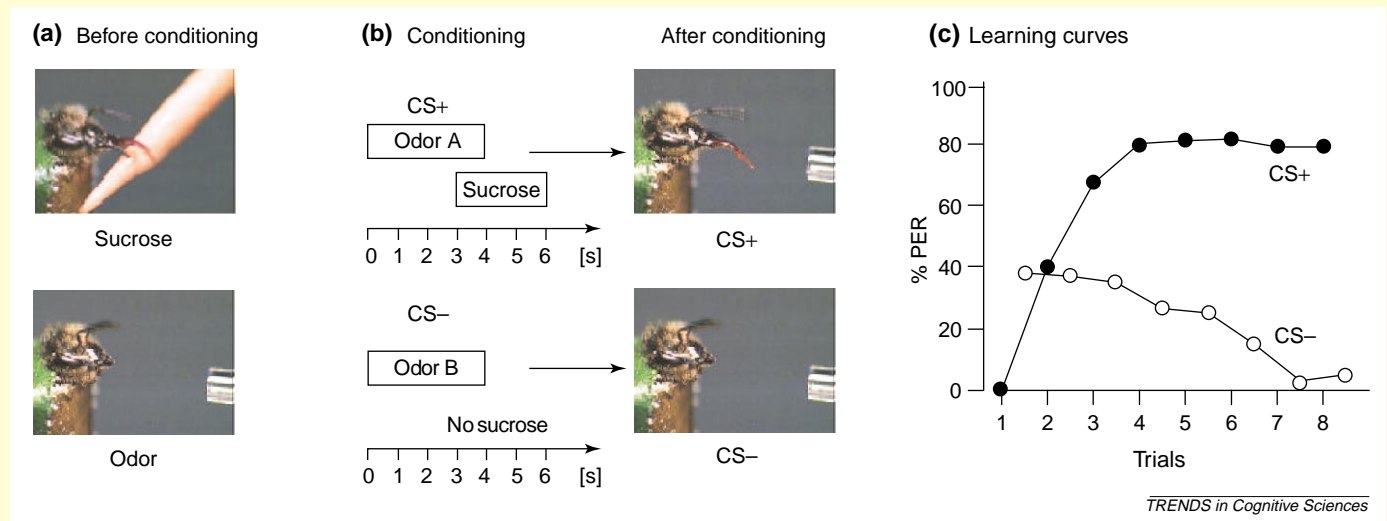 (a) Before conditioning
Sucrose
Odor
(b) Conditioning
After conditioning
CS+
Odor A
Sucrose
0 1 2 3 4 5 6 [s]
CS+
CS–
Odor B
No sucrose
0 1 2 3 4 5 6 [s]
CS–
(c) Learning curves
% PER
100
80
60
40
20
0
CS+
CS–
1 2 3 4 5 6 7 8
Trials
TRENDS in Cognitive Sciences